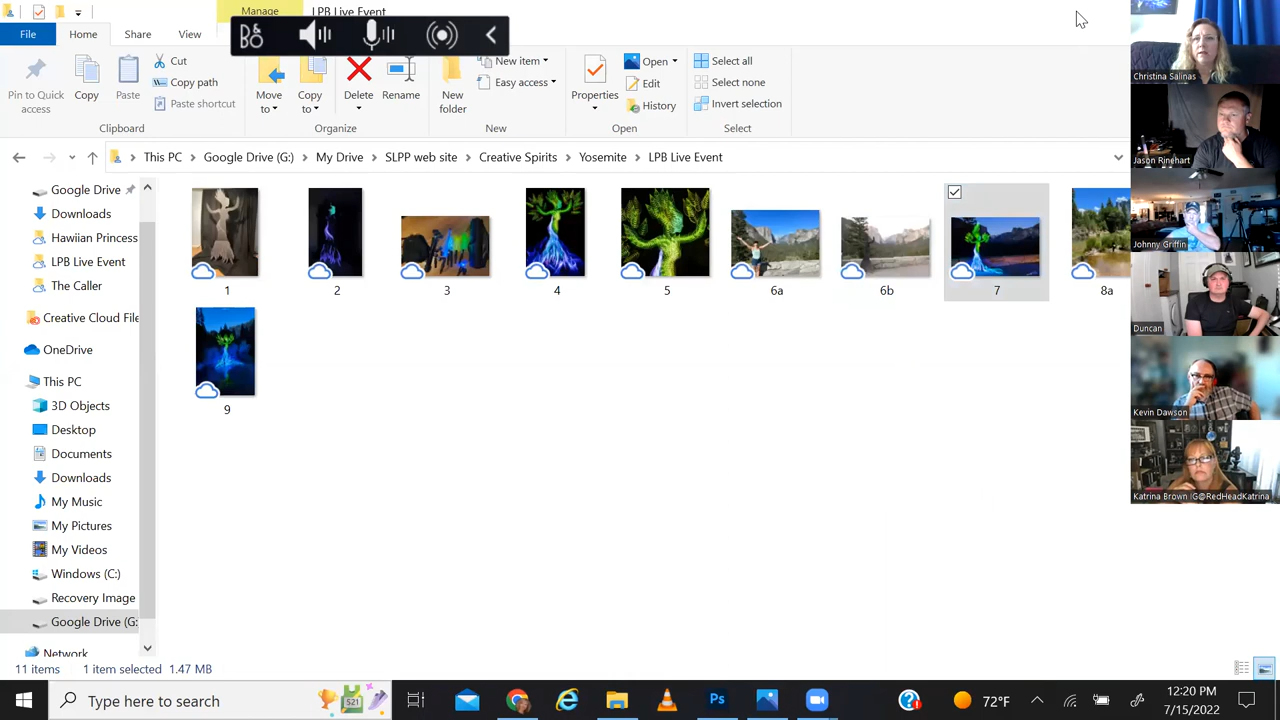 Manage
LPB Live Event
File
Home
Share
View
B&O
Pin to Quick
access
Copy
Paste
Cut
Copy path
Paste shortcut
Clipboard
Move
to
Copy
to
Delete
Rename
Organize
New
folder
New item
Easy access
New
Properties
Open
Edit
History
Open
Select all
Select none
Invert selection
Select
This PC
Google Drive (G:)
My Drive
SLPP web site
Creative Spirits
Yosemite
LPB Live Event
Google Drive
Downloads
Hawiian Princess
LPB Live Event
The Caller
Creative Cloud File
OneDrive
This PC
3D Objects
Desktop
Documents
Downloads
My Music
My Pictures
My Videos
Windows (C:)
Recovery Image
Google Drive (G:
Network
1
2
3
4
5
6a
6b
7
8a
9
Christina Salinas
Jason Rinehart
Johnny Griffin
Duncan
Kevin Dawson
Katrina Brown IG@RedHeadKatrina
11 items
1 item selected
1.47 MB
Type here to search
521
Ps
72°F
12:20 PM
7/15/2022